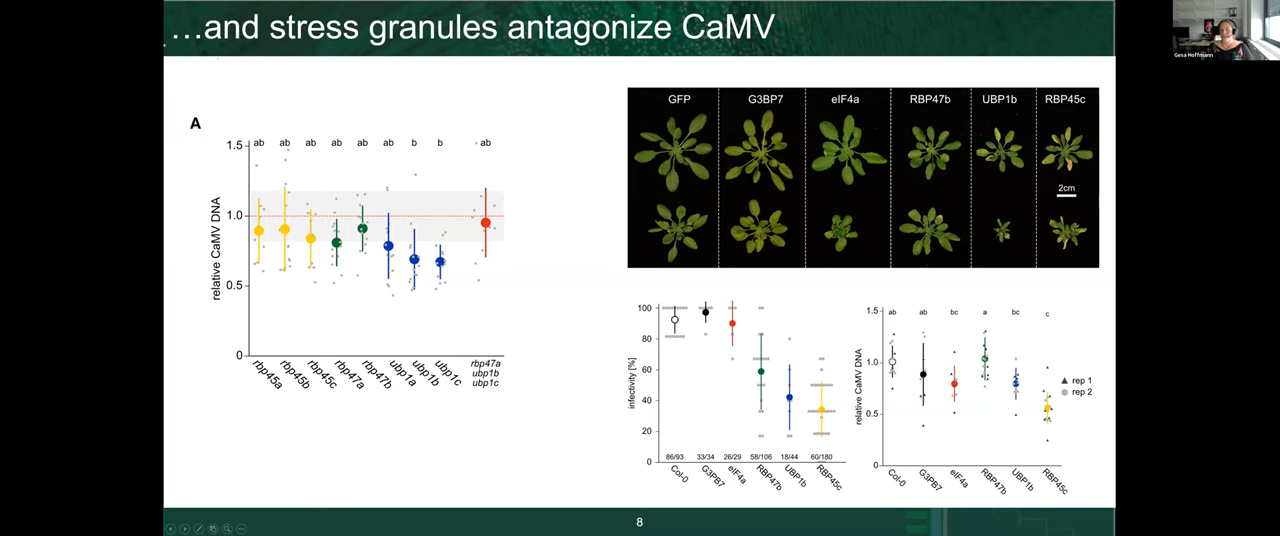 …and stress granules antagonize CaMV
Gesa Hoffmann
A
relative CaMV DNA
1.5
1.0
0.5
0
ab ab ab ab ab ab b b ab
rbp45a
rbp45b
rbp45c
rbp47a
rbp47b
ubp1a
ubp1b
ubp1c
rbp47a
ubp1b
ubp1c
GFP G3BP7 eIF4a RBP47b UBP1b RBP45c
2cm
infectivity [%]
100
80
60
40
20
0
86/93 33/34 26/29 58/106 18/44 60/180
Col-0
G3PB7
eIF4a
RBP47b
UBP1b
RBP45c
relative CaMV DNA
1.5
1.0
0.5
0
ab ab bc a bc c
rep 1
rep 2
Col-0
G3PB7
eIF4a
RBP47b
UBP1b
RBP45c
8